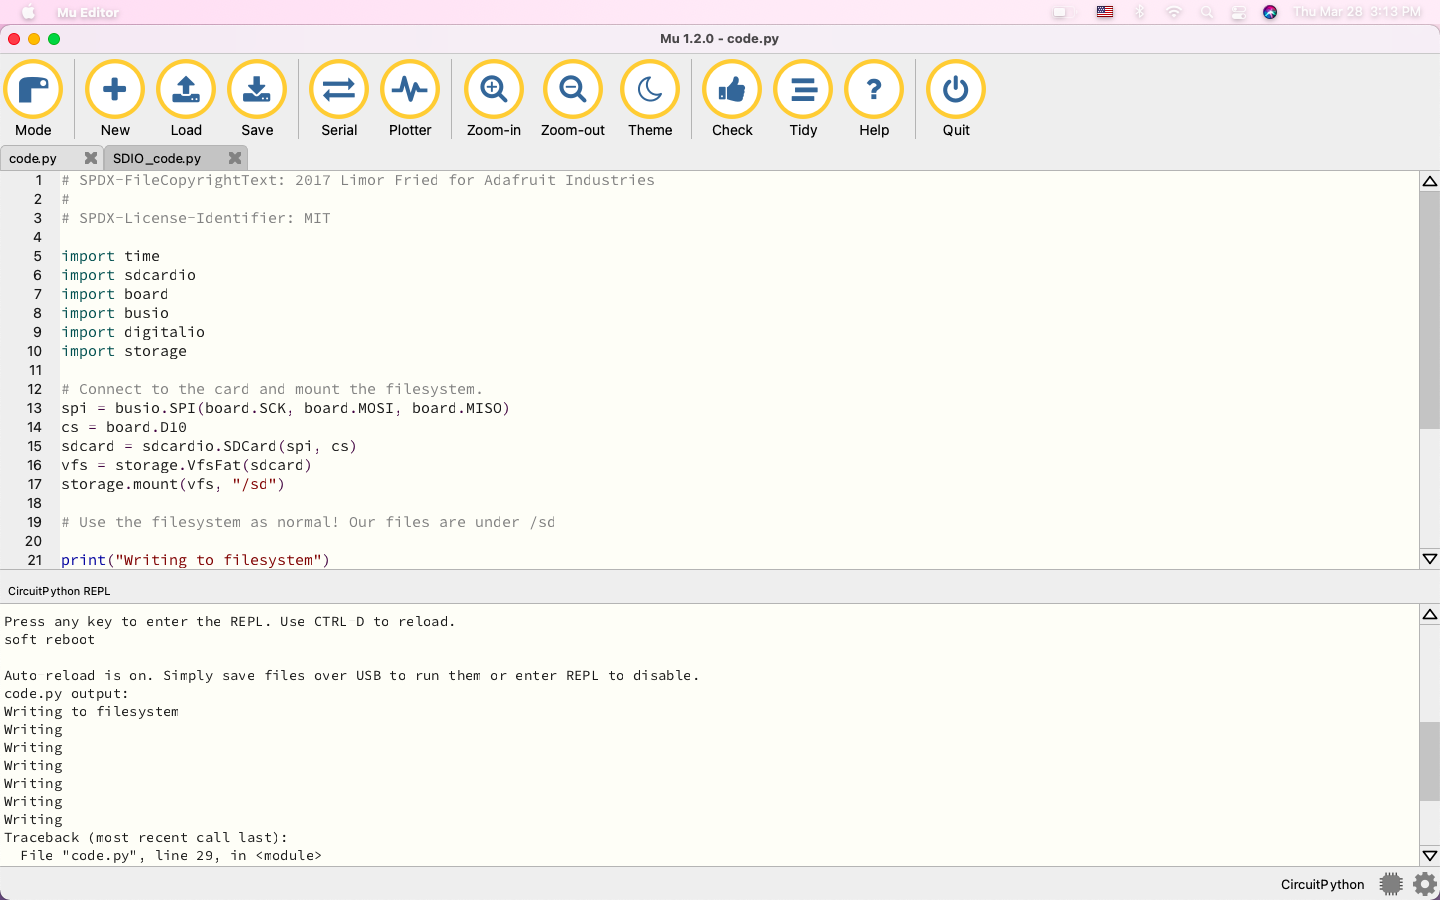 Mu Editor
Thu Mar 28 3:13 PM
Mu 1.2.0 - code.py
Mode New Load Save Serial Plotter Zoom-in Zoom-out Theme Check Tidy Help Quit
code.py SDIO_code.py
1 # SPDX-FileCopyrightText: 2017 Limor Fried for Adafruit Industries
2 #
3 # SPDX-License-Identifier: MIT
4
5 import time
6 import sdcardio
7 import board
8 import busio
9 import digitalio
10 import storage
11
12 # Connect to the card and mount the filesystem.
13 spi = busio.SPI(board.SCK, board.MOSI, board.MISO)
14 cs = board.D10
15 sdcard = sdcardio.SDCard(spi, cs)
16 vfs = storage.VfsFat(sdcard)
17 storage.mount(vfs, "/sd")
18
19 # Use the filesystem as normal! Our files are under /sd
20
21 print("Writing to filesystem")
CircuitPython REPL
Press any key to enter the REPL. Use CTRL D to reload.
soft reboot
Auto reload is on. Simply save files over USB to run them or enter REPL to disable.
code.py output:
Writing to filesystem
Writing
Writing
Writing
Writing
Writing
Writing
Traceback (most recent call last):
File "code.py", line 29, in <module>
CircuitPython